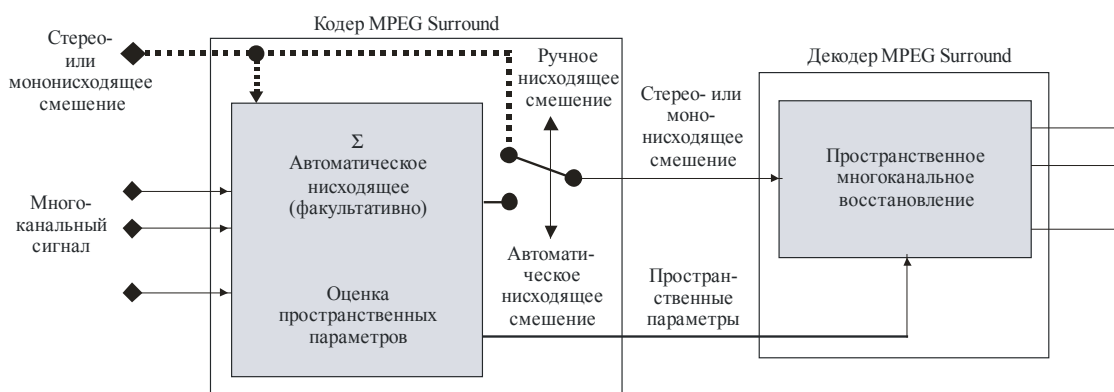 Кодер MPEG Surround
Стерео-
или
мононисходящее
смешение
Ручное
нисходящее
смешение
Декодер MPEG Surround
Стерео- или
моно-
нисходящее
смешение
Σ
Автоматическое
нисходящее
(факультативно)
Пространственное
многоканальное
восстановление
Много-
канальный
сигнал
Автомати-
ческое
нисходящее
смешение
Простран-
ственные
параметры
Оценка
пространственных
параметров